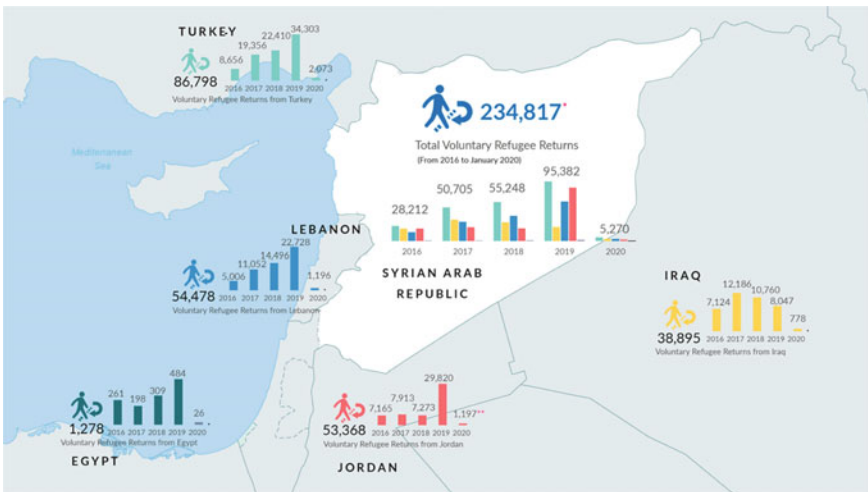 TURKEY
34,303
22,410
19,356
8,656
2,073
86,798
2016 2017 2018 2019 2020
Voluntary Refugee Returns from Turkey
Mediterranean
Sea
234,817*
Total Voluntary Refugee Returns
(From 2016 to January 2020)
95,382
55,248
50,705
28,212
5,270
2016 2017 2018 2019 2020
SYRIAN ARAB
REPUBLIC
LEBANON
22,728
14,496
11,052
5,006
1,196
54,478
2016 2017 2018 2019 2020
Voluntary Refugee Returns from Lebanon
IRAQ
12,186
10,760
7,124
8,047
778
38,895
2016 2017 2018 2019 2020
Voluntary Refugee Returns from Iraq
484
309
261
198
26
1,278
2016 2017 2018 2019 2020
Voluntary Refugee Returns from Egypt
EGYPT
29,820
7,913
7,165
7,273
1,197**
53,368
2016 2017 2018 2019 2020
Voluntary Refugee Returns from Jordan
JORDAN